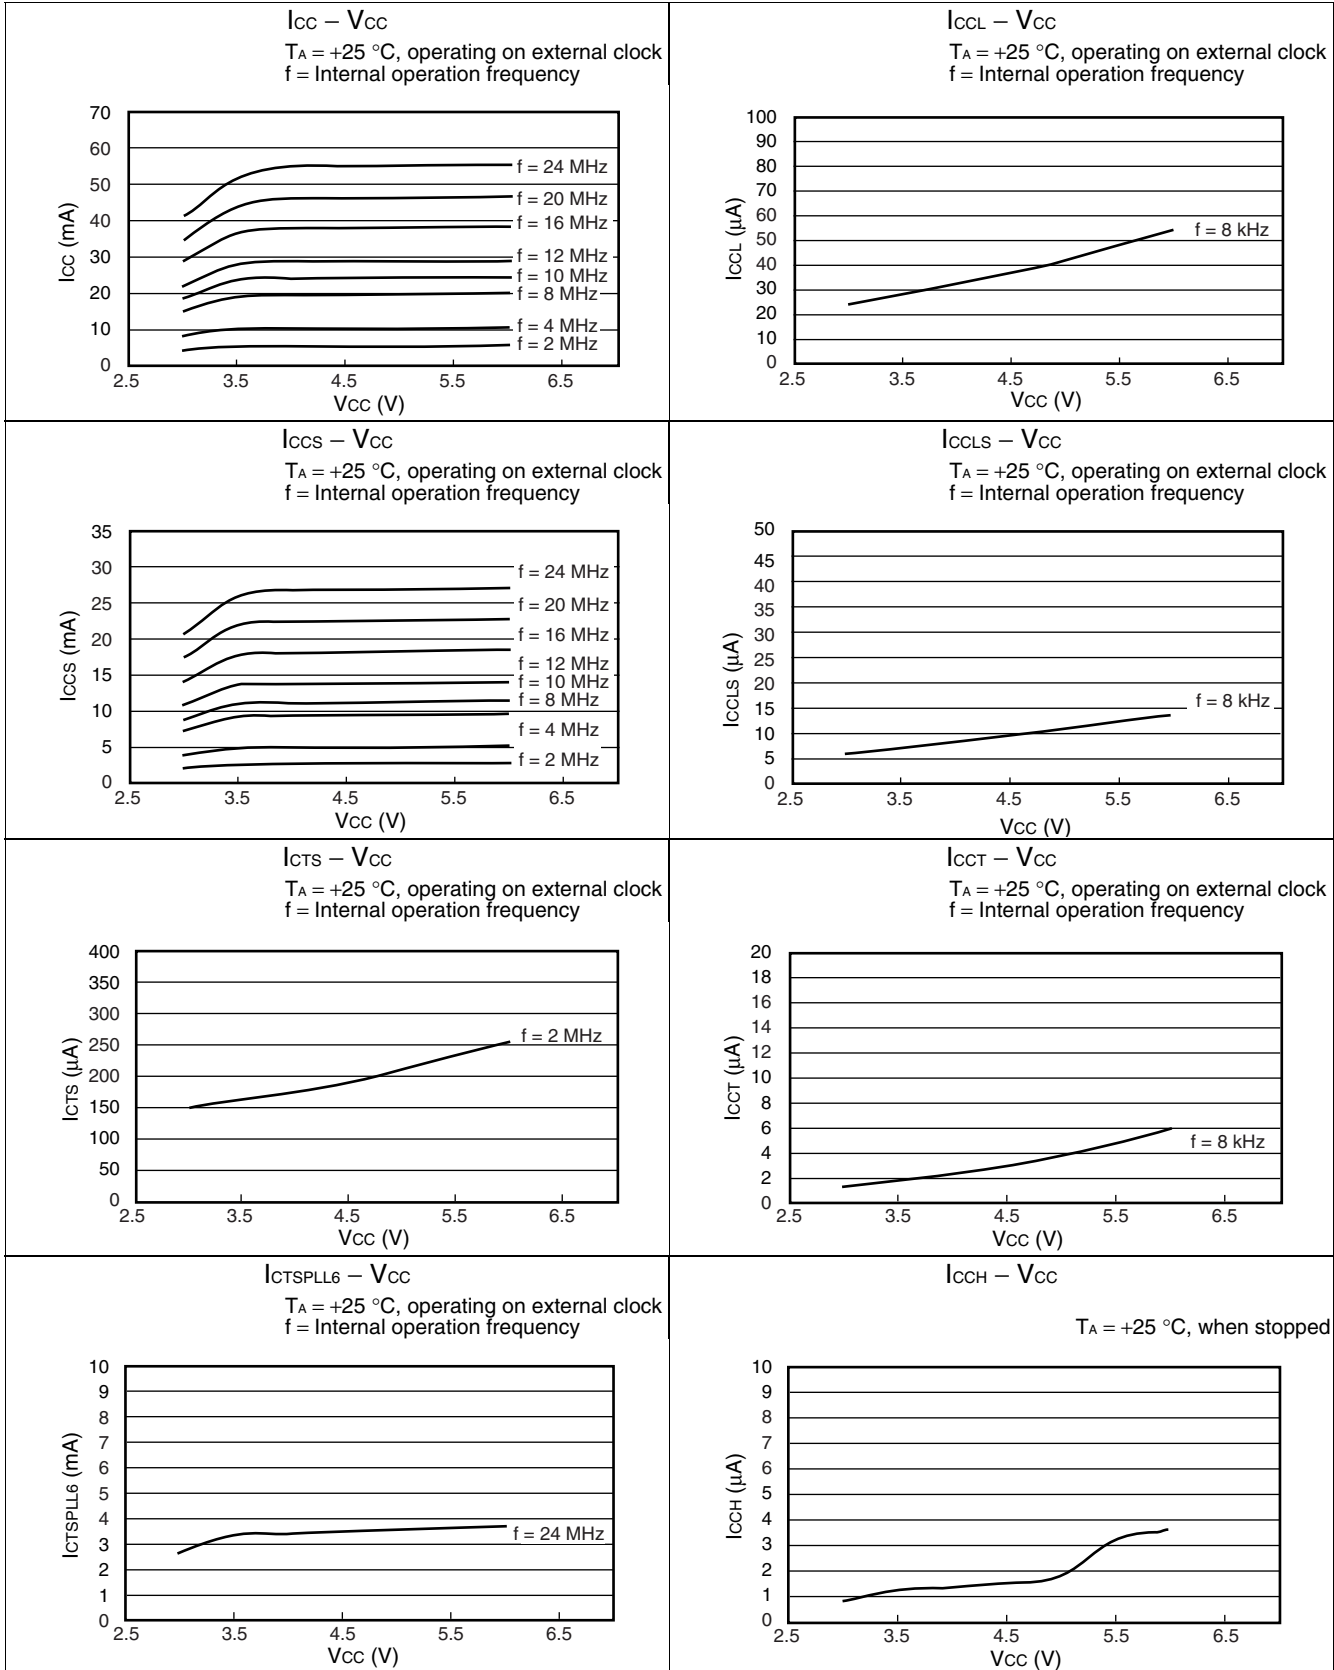 ICC – VCC
TA = +25 °C, operating on external clock
f = Internal operation frequency
70
60
50
40
30
20
10
0
ICC (mA)
f = 24 MHz
f = 20 MHz
f = 16 MHz
f = 12 MHz
f = 10 MHz
f = 8 MHz
f = 4 MHz
f = 2 MHz
2.5 3.5 4.5 5.5 6.5
VCC (V)
ICCL – VCC
TA = +25 °C, operating on external clock
f = Internal operation frequency
100
90
80
70
60
50
40
30
20
10
0
ICCL (µA)
f = 8 kHz
2.5 3.5 4.5 5.5 6.5
VCC (V)
ICCS – VCC
TA = +25 °C, operating on external clock
f = Internal operation frequency
35
30
25
20
15
10
5
0
ICCS (mA)
f = 24 MHz
f = 20 MHz
f = 16 MHz
f = 12 MHz
f = 10 MHz
f = 8 MHz
f = 4 MHz
f = 2 MHz
2.5 3.5 4.5 5.5 6.5
VCC (V)
ICCLS – VCC
TA = +25 °C, operating on external clock
f = Internal operation frequency
50
45
40
35
30
25
20
15
10
5
0
ICCLS (µA)
f = 8 kHz
2.5 3.5 4.5 5.5 6.5
VCC (V)
ICTS – VCC
TA = +25 °C, operating on external clock
f = Internal operation frequency
400
350
300
250
200
150
100
50
0
ICTS (µA)
f = 2 MHz
2.5 3.5 4.5 5.5 6.5
VCC (V)
ICCT – VCC
TA = +25 °C, operating on external clock
f = Internal operation frequency
20
18
16
14
12
10
8
6
4
2
0
ICCT (µA)
f = 8 kHz
2.5 3.5 4.5 5.5 6.5
VCC (V)
ICTSPLL6 – VCC
TA = +25 °C, operating on external clock
f = Internal operation frequency
10
9
8
7
6
5
4
3
2
1
0
ICTSPLL6 (mA)
f = 24 MHz
2.5 3.5 4.5 5.5 6.5
VCC (V)
ICCH – VCC
TA = +25 °C, when stopped
10
9
8
7
6
5
4
3
2
1
0
ICCH (µA)
2.5 3.5 4.5 5.5 6.5
VCC (V)